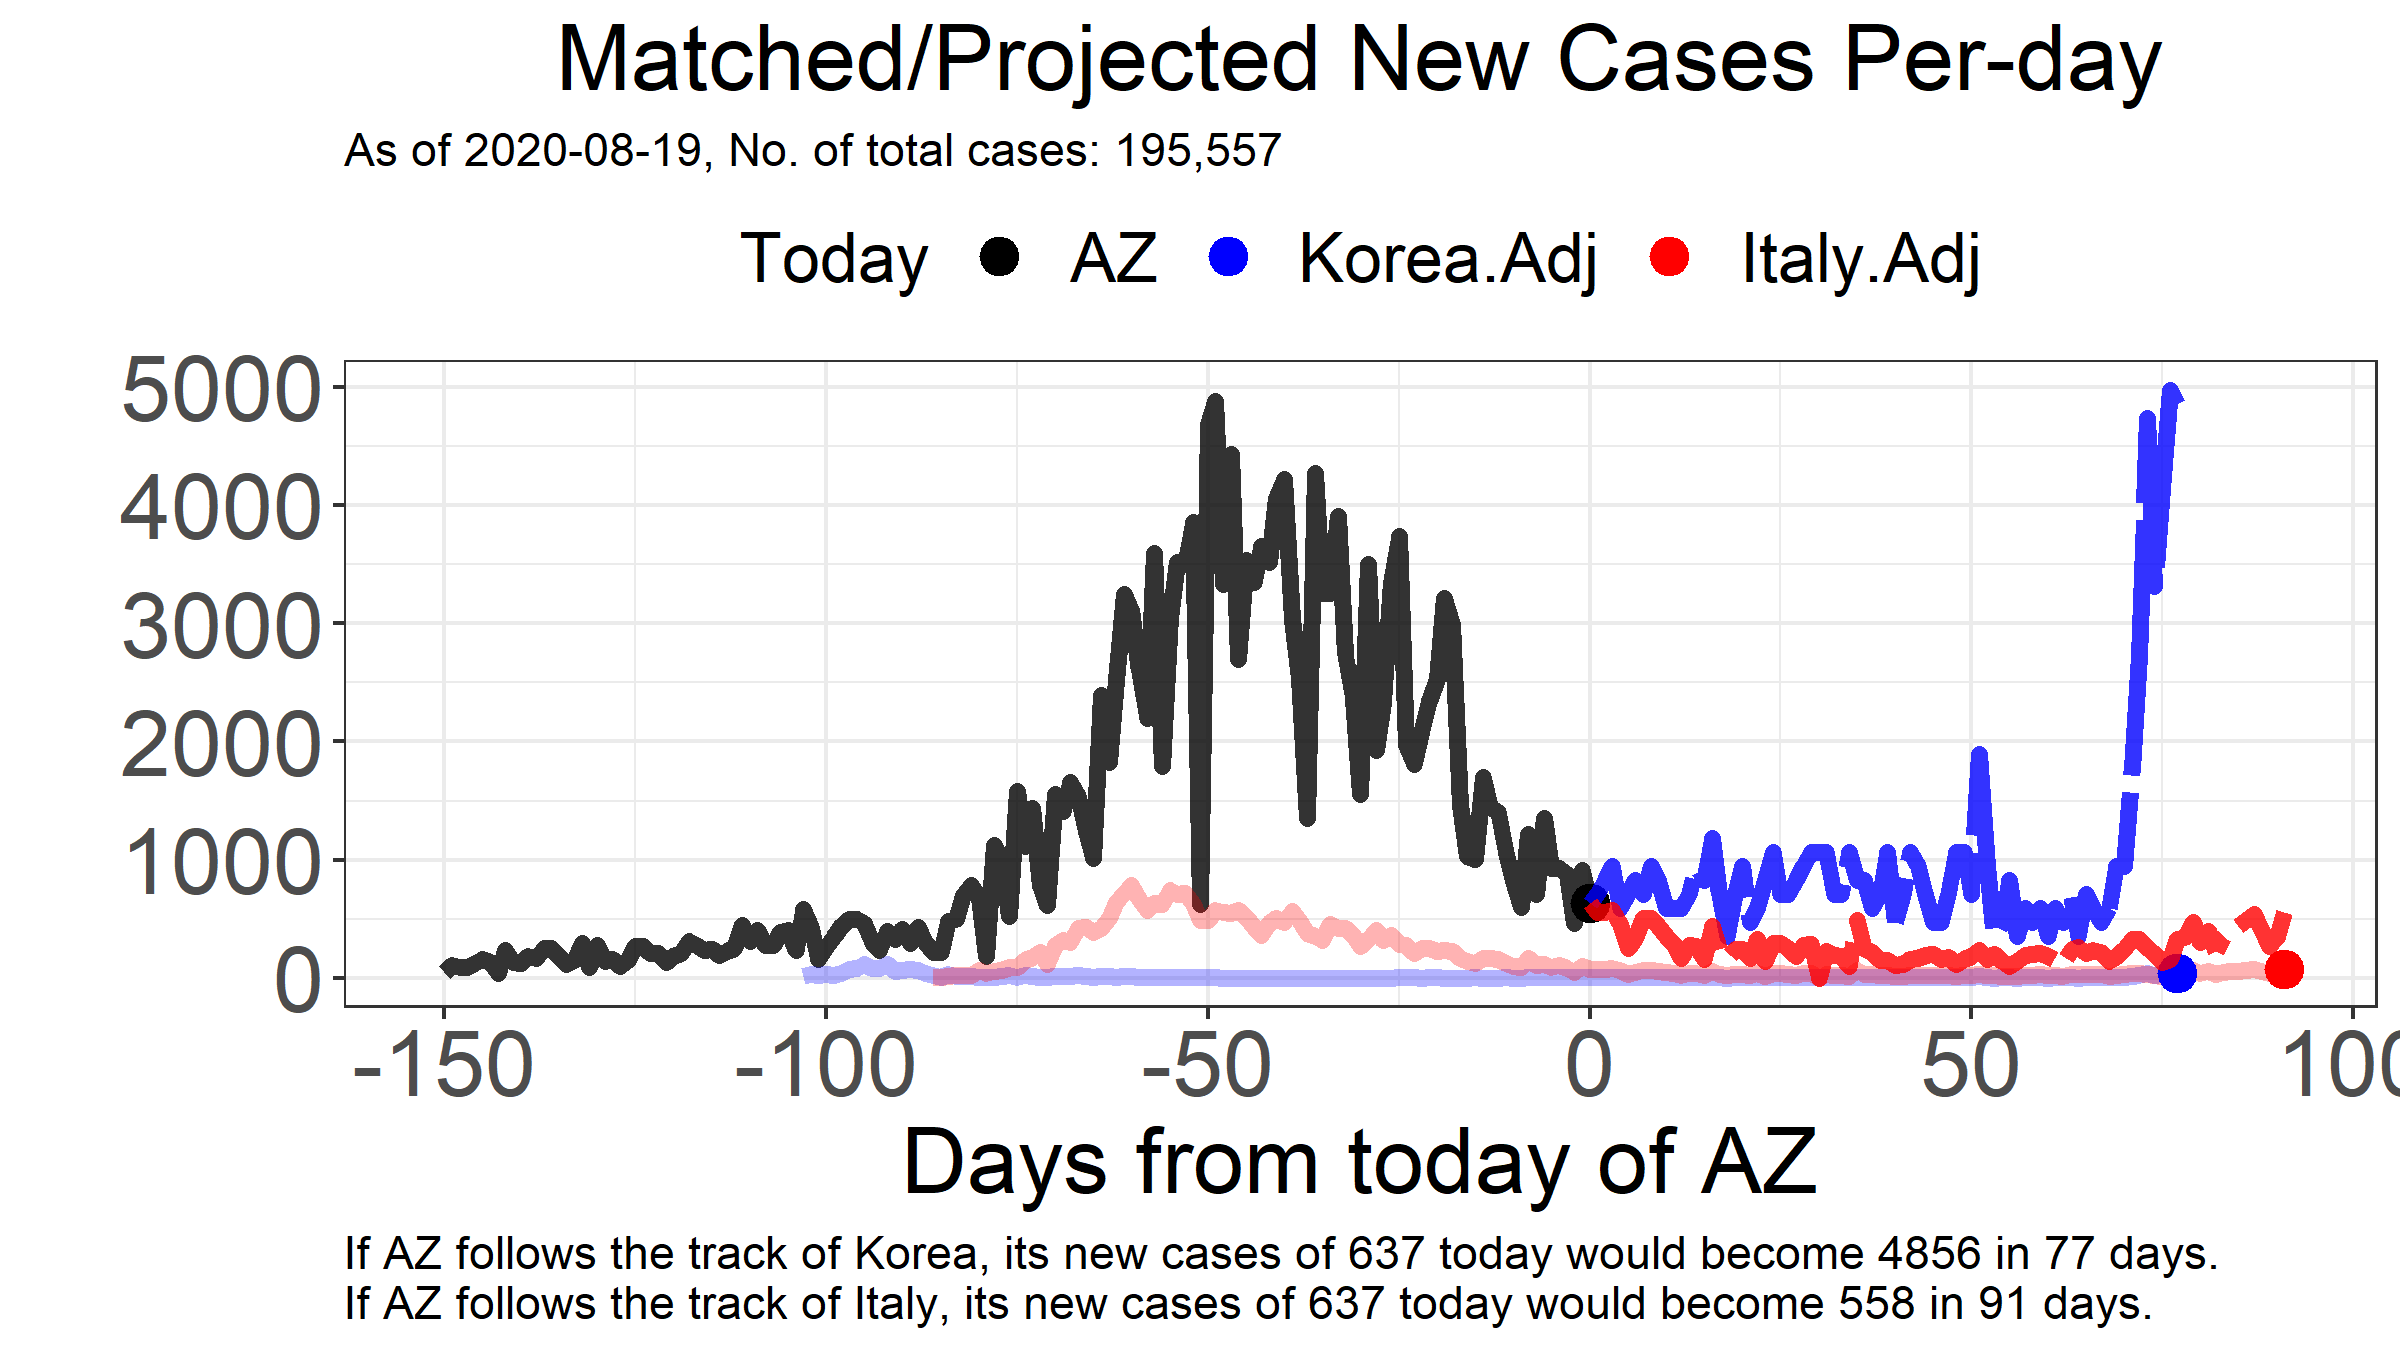 Matched/Projected New Cases Per-day
As of 2020-08-19, No. of total cases: 195,557
Today AZ Korea.Adj Italy.Adj
5000
4000
3000
2000
1000
0
-150 -100 -50 0 50 100
Days from today of AZ
If AZ follows the track of Korea, its new cases of 637 today would become 4856 in 77 days.
If AZ follows the track of Italy, its new cases of 637 today would become 558 in 91 days.